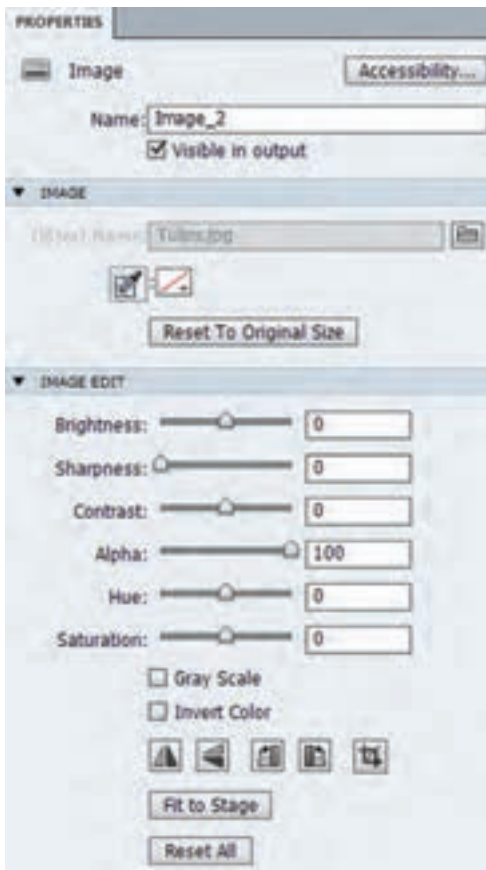 PROPERTIES
Image
Accessibility...
Name: Image_2
Visible in output
IMAGE
Name: Tulips.jpg
Reset To Original Size
IMAGE EDIT
Brightness: 0
Sharpness: 0
Contrast: 0
Alpha: 100
Hue: 0
Saturation: 0
Gray Scale
Invert Color
Fit to Stage
Reset All